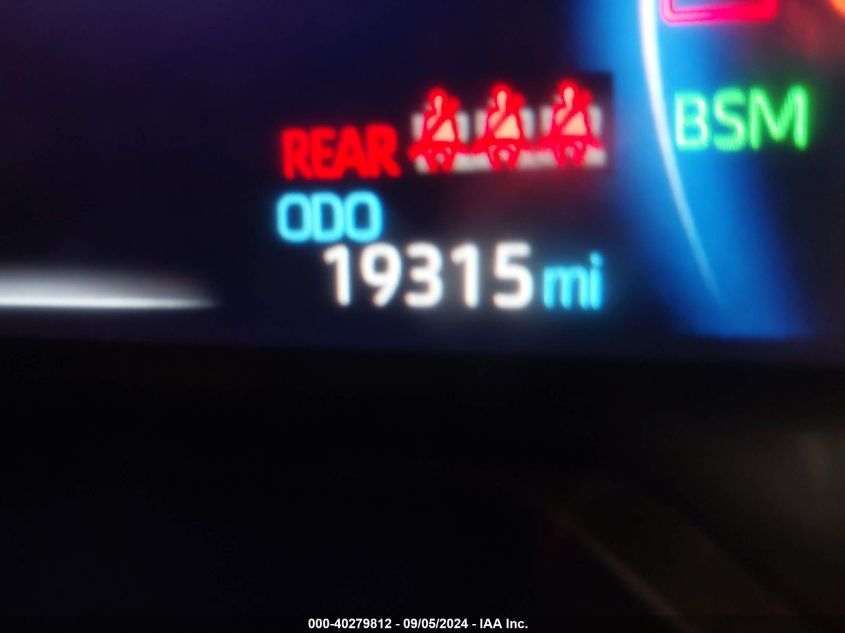 BSM
REAR
ODO
19315 mi
000-40279812 - 09/05/2024 - IAA Inc.